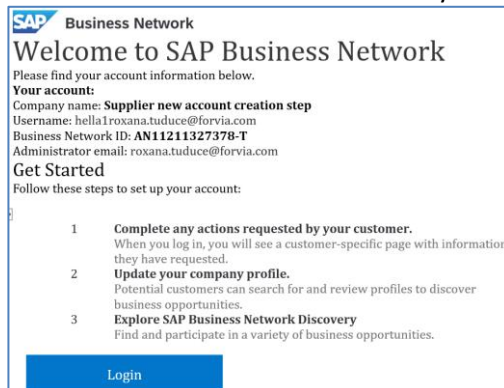 SAP Business Network
Welcome to SAP Business Network
Please find your account information below.
Your account:
Company name: Supplier new account creation step
Username: hella1roxana.tuduce@forvia.com
Business Network ID: AN11211327378-T
Administrator email: roxana.tuduce@forvia.com
Get Started
Follow these steps to set up your account:
1 Complete any actions requested by your customer.
When you log in, you will see a customer-specific page with information
they have requested.
2 Update your company profile.
Potential customers can search for and review profiles to discover
business opportunities.
3 Explore SAP Business Network Discovery
Find and participate in a variety of business opportunities.
Login